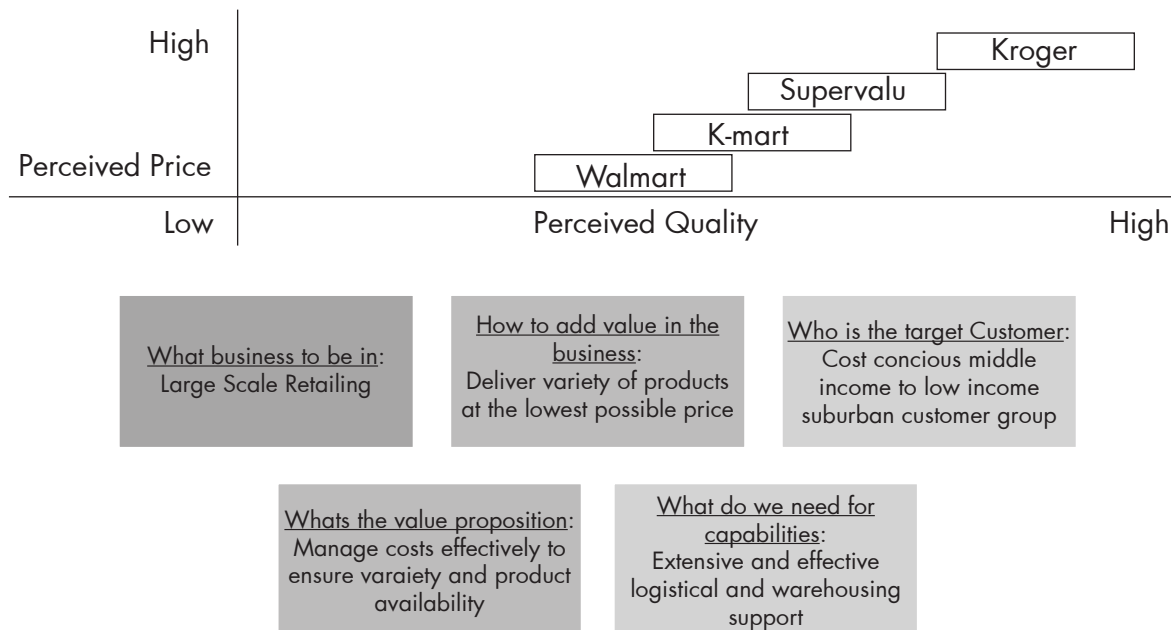 High
Kroger
Supervalu
K-mart
Perceived Price
Walmart
Low
Perceived Quality
High
What business to be in:
Large Scale Retailing
How to add value in the
business:
Deliver variety of products
at the lowest possible price
Who is the target Customer:
Cost concious middle
income to low income
suburban customer group
Whats the value proposition:
Manage costs effectively to
ensure varaiety and product
availability
What do we need for
capabilities:
Extensive and effective
logistical and warehousing
support